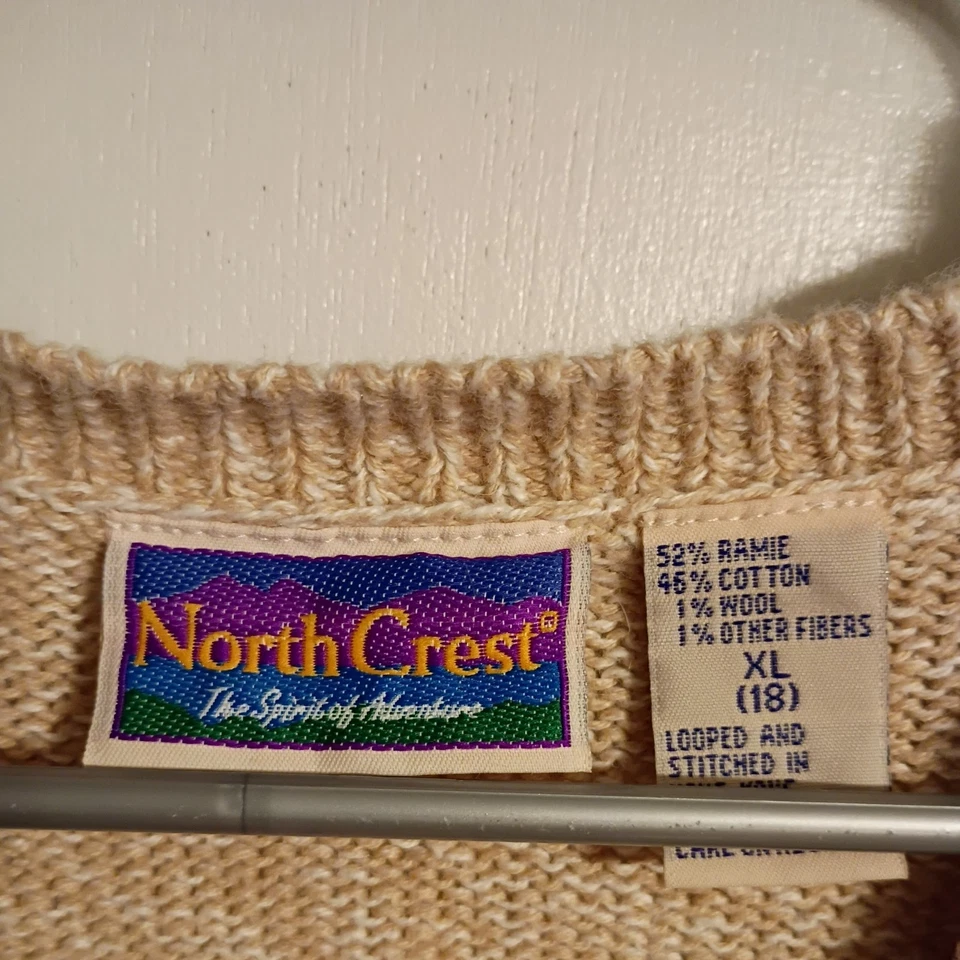 North Crest®
The Spirit of Adventure
52% RAMIE
46% COTTON
1% WOOL
1% OTHER FIBERS
XL
(18)
LOOPED AND
STITCHED IN